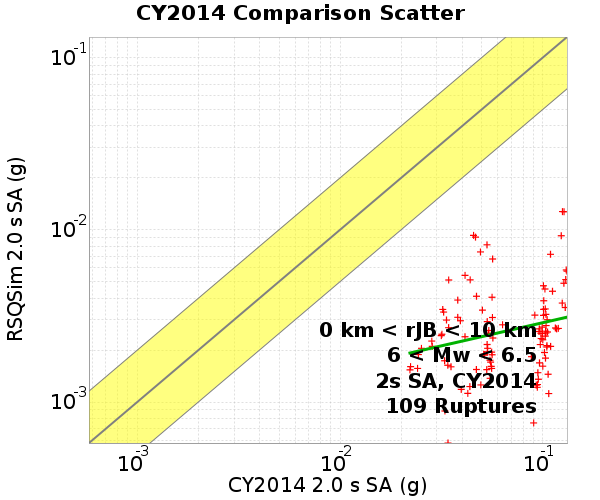 CY2014 Comparison Scatter
RSQSim 2.0 s SA (g)
10-1
10-2
10-3
0 km < rJB < 10 km
6 < Mw < 6.5
2s SA, CY2014
109 Ruptures
10-3 10-2 10-1
CY2014 2.0 s SA (g)